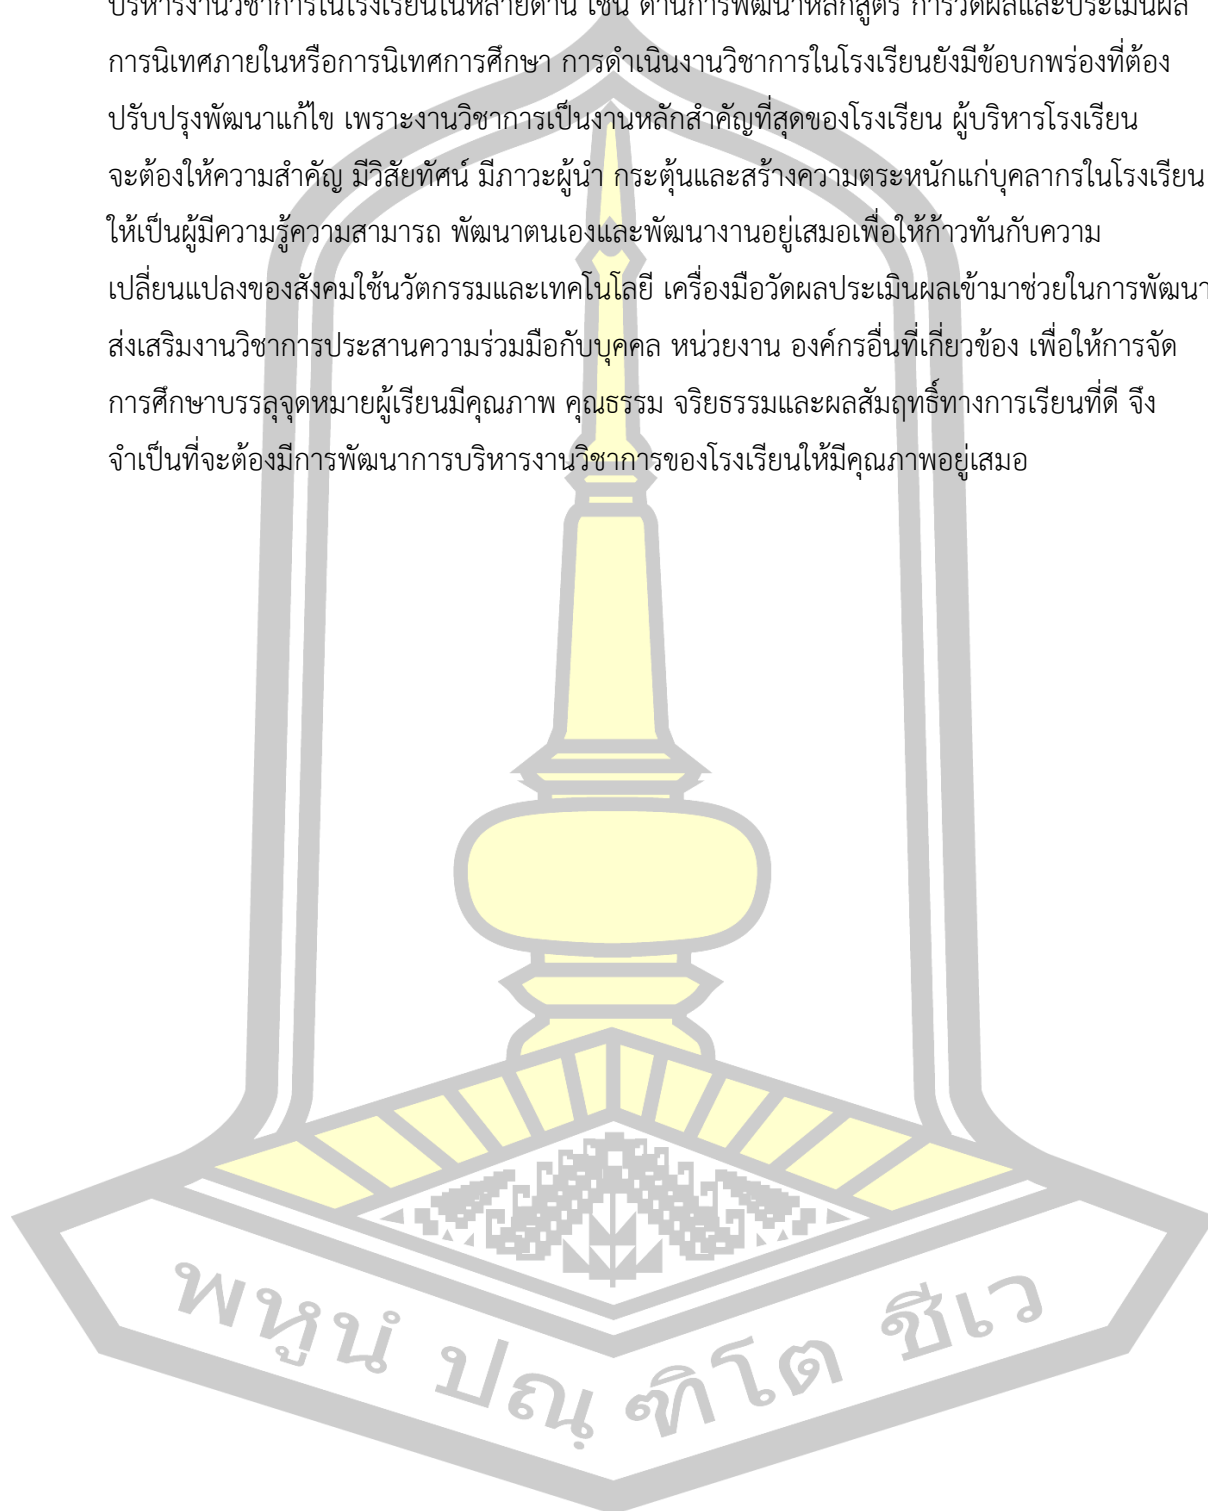 บริหารงานวิชาการในโรงเรียนในหลายด้าน เช่น ด้านการพัฒนาหลักสูตร การวัดผลและประเมินผล
การนิเทศภายในหรือการนิเทศการศึกษา การดำเนินงานวิชาการในโรงเรียนยังมีข้อบกพร่องที่ต้อง
ปรับปรุงพัฒนาแก้ไข เพราะงานวิชาการเป็นงานหลักสำคัญที่สุดของโรงเรียน ผู้บริหารโรงเรียน
จะต้องให้ความสำคัญ มีวิสัยทัศน์ มีภาวะผู้นำ กระตุ้นและสร้างความตระหนักแก่บุคลากรในโรงเรียน
ให้เป็นผู้มีความรู้ความสามารถ พัฒนาตนเองและพัฒนางานอยู่เสมอเพื่อให้ก้าวทันกับความ
เปลี่ยนแปลงของสังคมใช้นวัตกรรมและเทคโนโลยี เครื่องมือวัดผลประเมินผลเข้ามาช่วยในการพัฒนา
ส่งเสริมงานวิชาการประสานความร่วมมือกับบุคคล หน่วยงาน องค์กรอื่นที่เกี่ยวข้อง เพื่อให้การจัด
การศึกษาบรรลุจุดหมายผู้เรียนมีคุณภาพ คุณธรรม จริยธรรมและผลสัมฤทธิ์ทางการเรียนที่ดี จึง
จำเป็นที่จะต้องมีการพัฒนาการบริหารงานวิชาการของโรงเรียนให้มีคุณภาพอยู่เสมอ
พหูนํ ปณฺ ฑิโต ชีเว